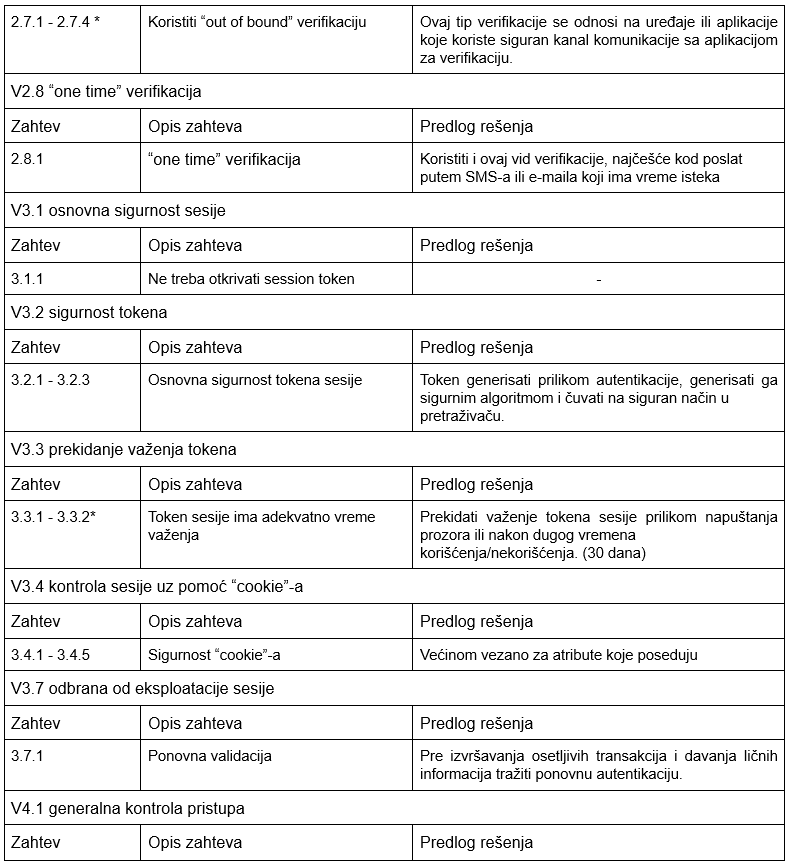 2.7.1 - 2.7.4 * Koristiti “out of bound” verifikaciju Ovaj tip verifikacije se odnosi na uređaje ili aplikacije
koje koriste siguran kanal komunikacije sa aplikacijom
za verifikaciju.
V2.8 “one time” verifikacija
Zahtev Opis zahteva Predlog rešenja
2.8.1 “one time” verifikacija Koristiti i ovaj vid verifikacije, najčešće kod poslat
putem SMS-a ili e-maila koji ima vreme isteka
V3.1 osnovna sigurnost sesije
Zahtev Opis zahteva Predlog rešenja
3.1.1 Ne treba otkrivati session token -
V3.2 sigurnost tokena
Zahtev Opis zahteva Predlog rešenja
3.2.1 - 3.2.3 Osnovna sigurnost tokena sesije Token generisati prilikom autentikacije, generisati ga
sigurnim algoritmom i čuvati na siguran način u
pretraživaču.
V3.3 prekidanje važenja tokena
Zahtev Opis zahteva Predlog rešenja
3.3.1 - 3.3.2* Token sesije ima adekvatno vreme Prekidati važenje tokena sesije prilikom napuštanja
važenja prozora ili nakon dugog vremena
korišćenja/nekorišćenja. (30 dana)
V3.4 kontrola sesije uz pomoć “cookie”-a
Zahtev Opis zahteva Predlog rešenja
3.4.1 - 3.4.5 Sigurnost “cookie”-a Većinom vezano za atribute koje poseduju
V3.7 odbrana od eksploatacije sesije
Zahtev Opis zahteva Predlog rešenja
3.7.1 Ponovna validacija Pre izvršavanja osetljivih transakcija i davanja ličnih
informacija tražiti ponovnu autentikaciju.
V4.1 generalna kontrola pristupa
Zahtev Opis zahteva Predlog rešenja